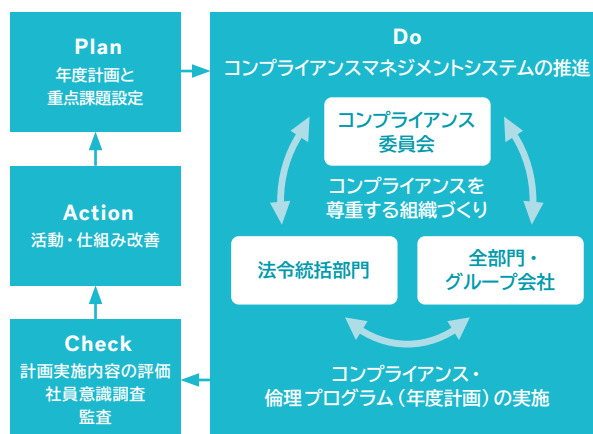 Plan
年度計画と
重点課題設定
Do
コンプライアンスマネジメントシステムの推進
コンプライアンス
委員会
コンプライアンスを
尊重する組織づくり
法令統括部門
全部門・
グループ会社
コンプライアンス・
倫理プログラム（年度計画）の実施
Check
計画実施内容の評価
社員意識調査
監査
Action
活動・仕組み改善